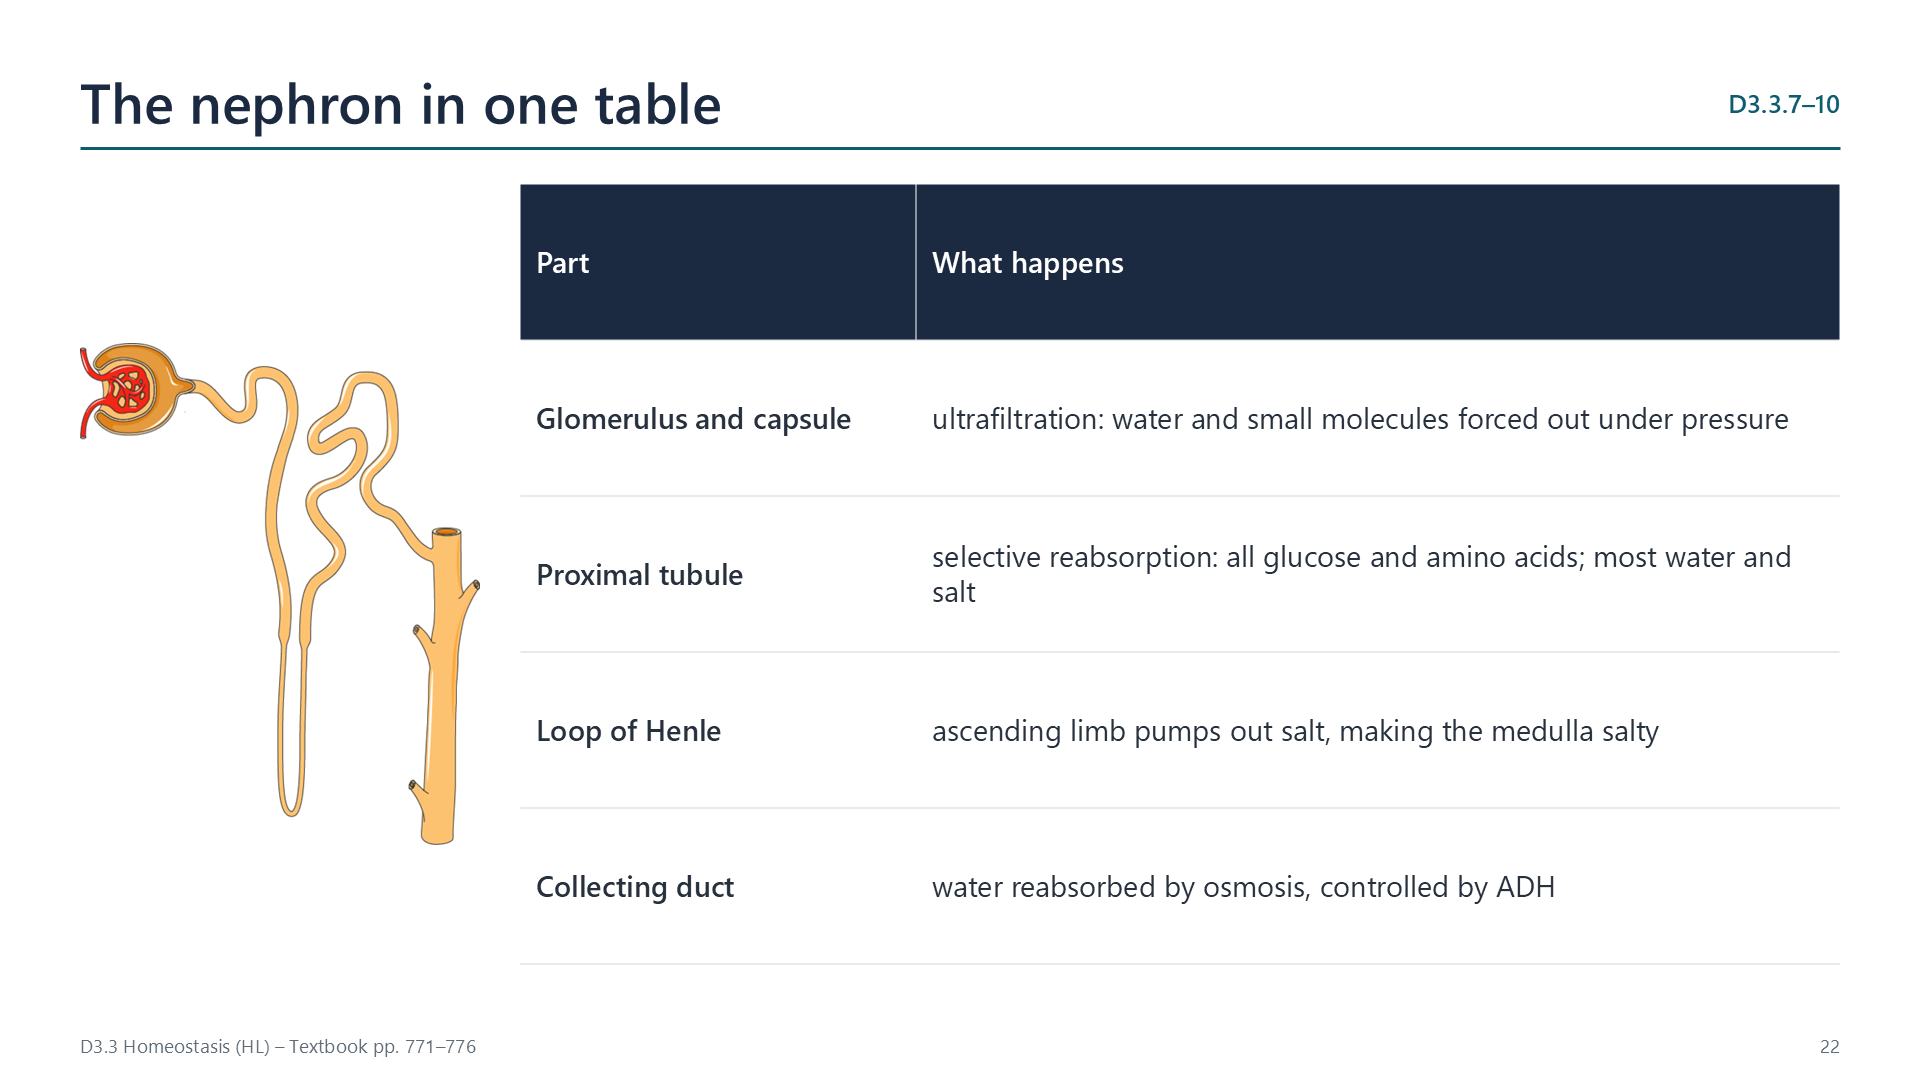 The nephron in one table
D3.3.7–10
Part
What happens
Glomerulus and capsule
ultrafiltration: water and small molecules forced out under pressure
Proximal tubule
selective reabsorption: all glucose and amino acids; most water and
salt
Loop of Henle
ascending limb pumps out salt, making the medulla salty
Collecting duct
water reabsorbed by osmosis, controlled by ADH
D3.3 Homeostasis (HL) – Textbook pp. 771–776
22